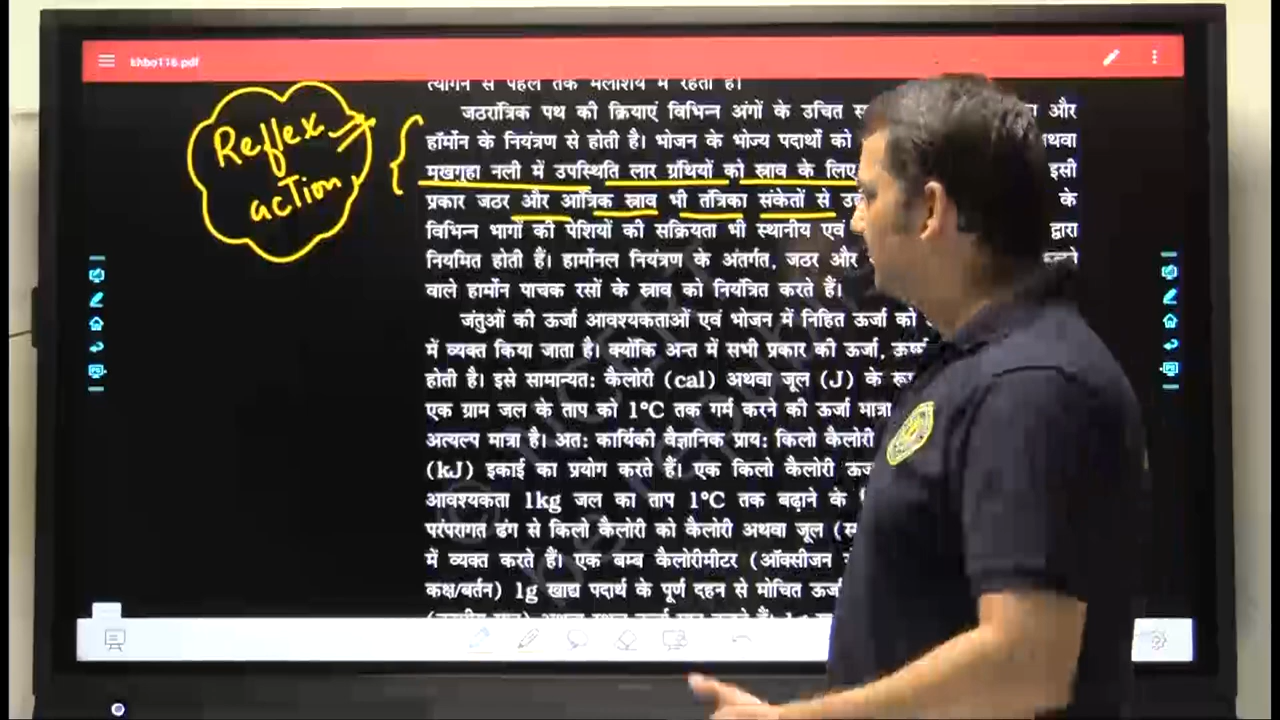 khbo116.pdf
त्यागने से पहले तक मलाशय में रहता है।
जठरांत्रिक पथ की क्रियाएं विभिन्न अंगों के उचित और
हॉर्मोन के नियंत्रण से होती है। भोजन के भोज्य पदार्थों को अथवा
मुखगुहा नली में उपस्थिति लार ग्रंथियों को स्राव के लिए इसी
प्रकार जठर और आंत्रिक स्राव भी तंत्रिका संकेतों से के
विभिन्न भागों की पेशियों की सक्रियता भी स्थानीय एवं द्वारा
नियमित होती हैं। हार्मोनल नियंत्रण के अंतर्गत, जठर और
वाले हार्मोन पाचक रसों के स्राव को नियंत्रित करते हैं।
जंतुओं की ऊर्जा आवश्यकताओं एवं भोजन में निहित ऊर्जा को
में व्यक्त किया जाता है। क्योंकि अन्त में सभी प्रकार की ऊर्जा,
होती है। इसे सामान्यत: कैलोरी (cal) अथवा जूल (J) के
एक ग्राम जल के ताप को 1°C तक गर्म करने की ऊर्जा मात्रा
अत्यल्प मात्रा है। अत: कार्यिकी वैज्ञानिक प्राय: किलो कैलोरी
(kJ) इकाई का प्रयोग करते हैं। एक किलो कैलोरी
आवश्यकता 1kg जल का ताप 1°C तक बढ़ाने के
परंपरागत ढंग से किलो कैलोरी को कैलोरी अथवा जूल
में व्यक्त करते हैं। एक बम्ब कैलोरीमीटर (ऑक्सीजन
कक्ष/बर्तन) 1g खाद्य पदार्थ के पूर्ण दहन से मोचित ऊर्जा
Reflex
action